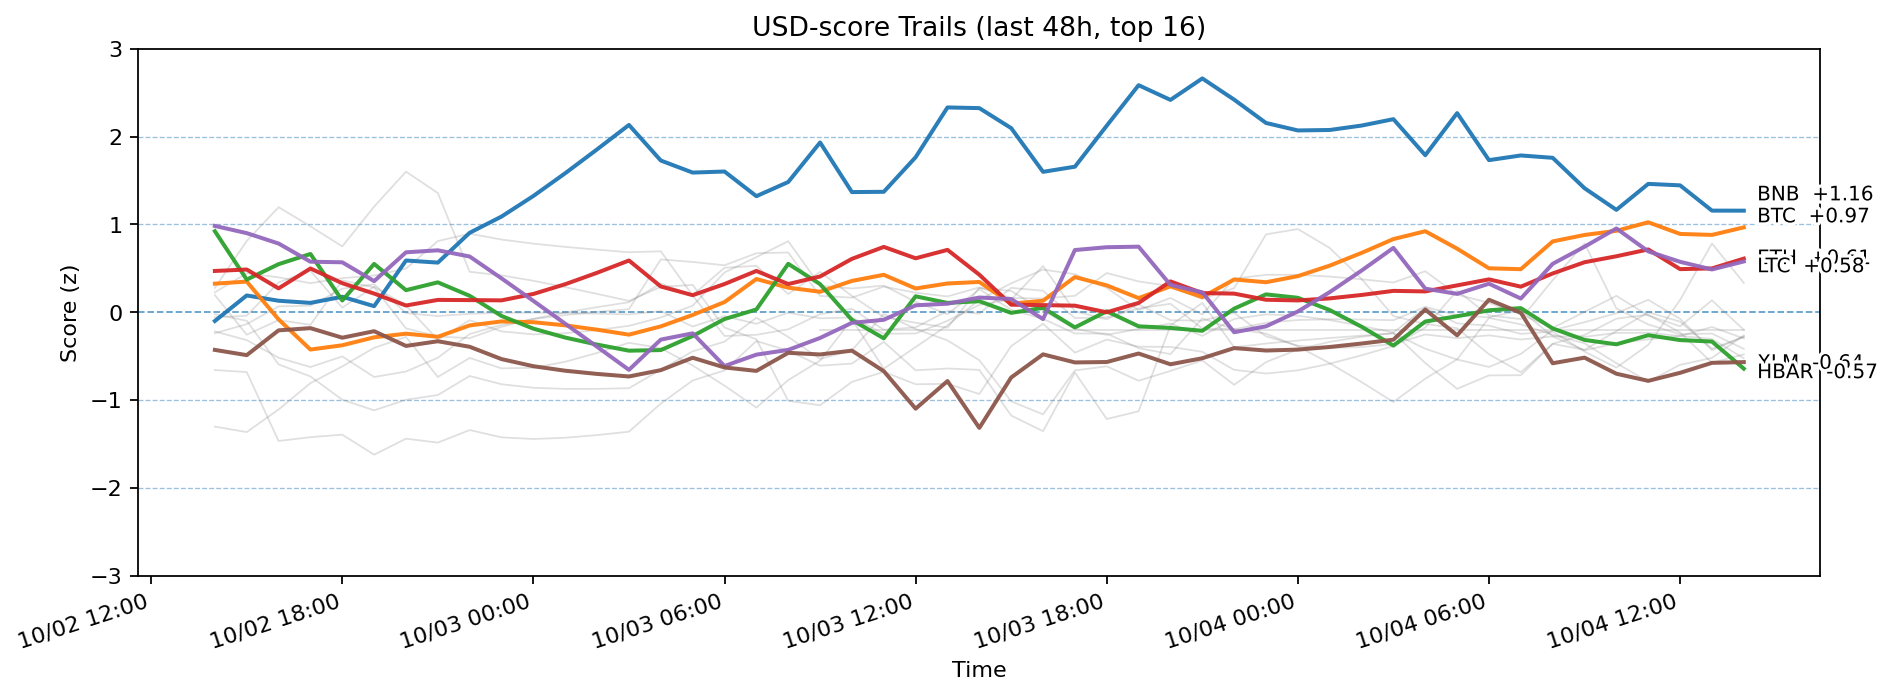 USD-score Trails (last 48h, top 16)
Score (z)
3
2
1
0
−1
−2
−3
BNB +1.16
BTC +0.97
LTC +0.58
HBAR -0.57
10/02 12:00
10/02 18:00
10/03 00:00
10/03 06:00
10/03 12:00
10/03 18:00
10/04 00:00
10/04 06:00
10/04 12:00
Time